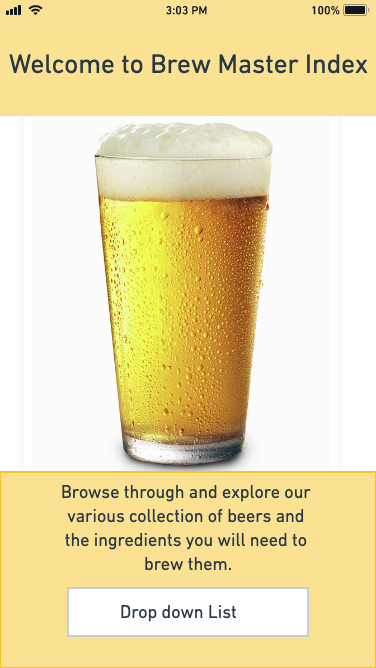 3:03 PM 100%
Welcome to Brew Master Index
Browse through and explore our
various collection of beers and
the ingredients you will need to
brew them.
Drop down List